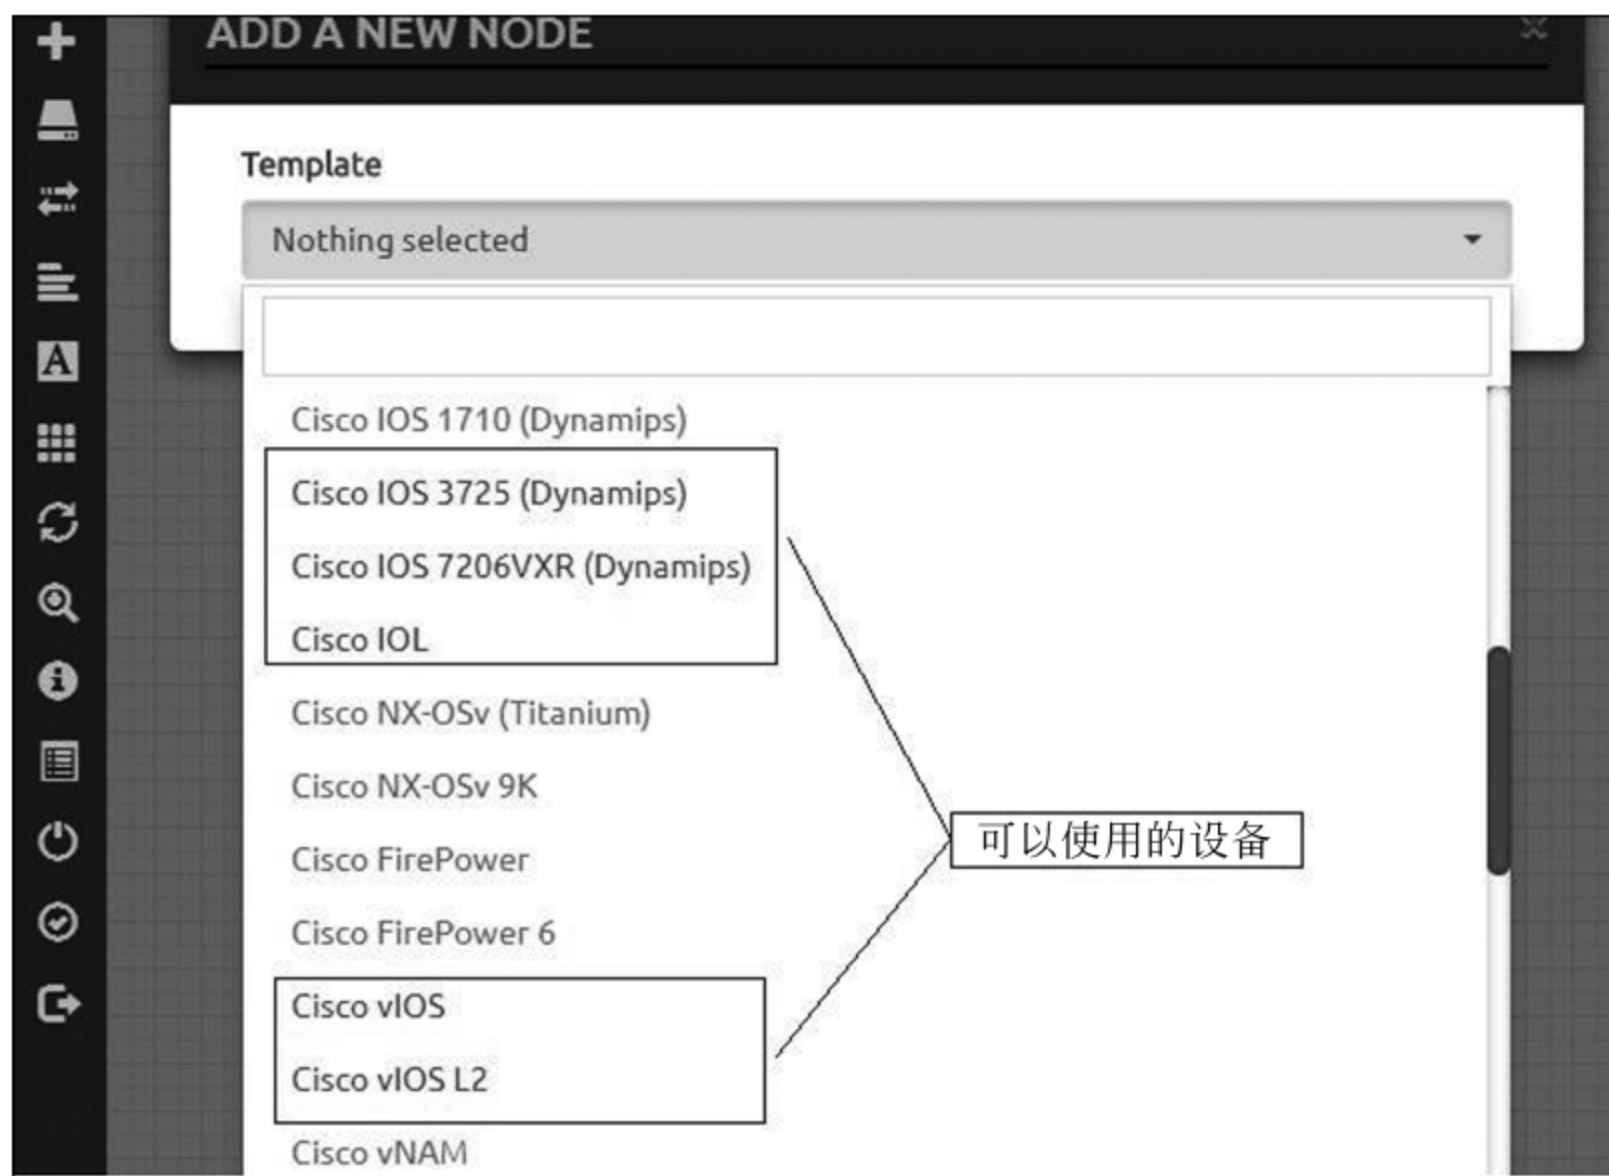 ADD A NEW NODE
Template
Nothing selected
Cisco IOS 1710 (Dynamips)
Cisco IOS 3725 (Dynamips)
Cisco IOS 7206VXR (Dynamips)
Cisco IOL
Cisco NX-OSv (Titanium)
Cisco NX-OSv 9K
可以使用的设备
Cisco FirePower
Cisco FirePower 6
Cisco vIOS
Cisco vIOS L2
Cisco vNAM